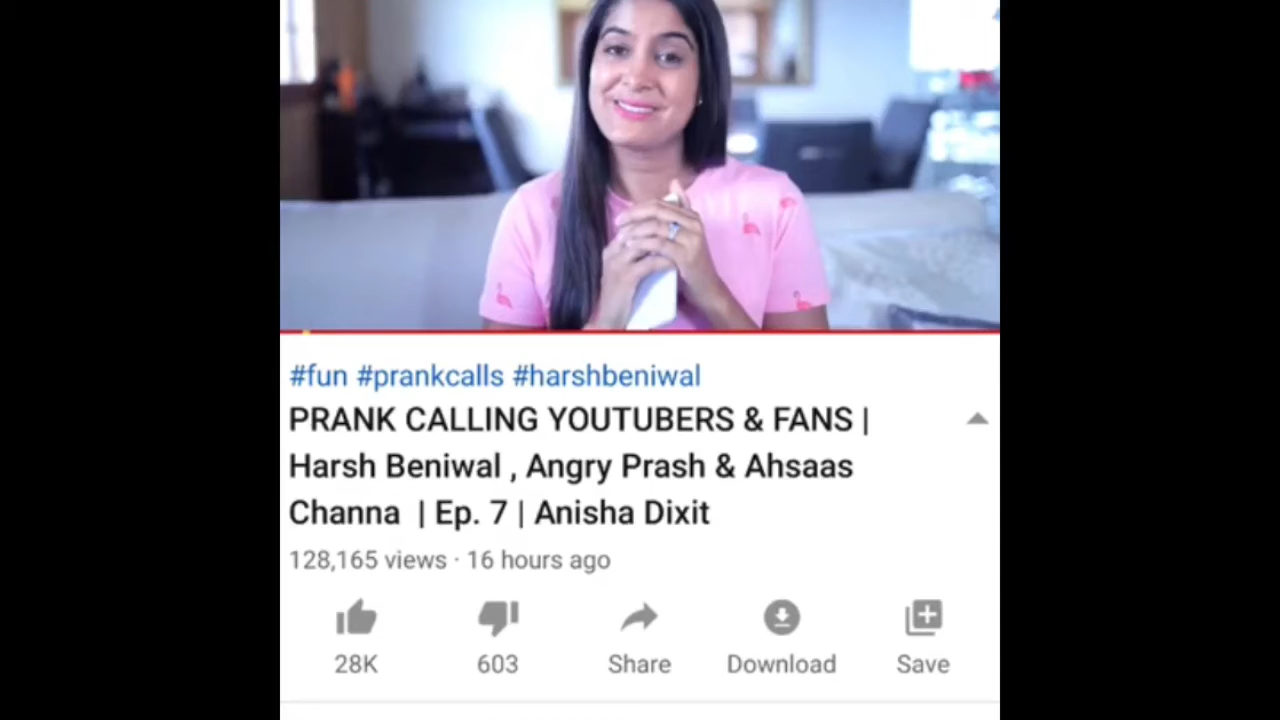 #fun #prankcalls #harshbeniwal
PRANK CALLING YOUTUBERS & FANS |
Harsh Beniwal , Angry Prash & Ahsaas
Channa | Ep. 7 | Anisha Dixit
128,165 views · 16 hours ago
28K 603 Share Download Save